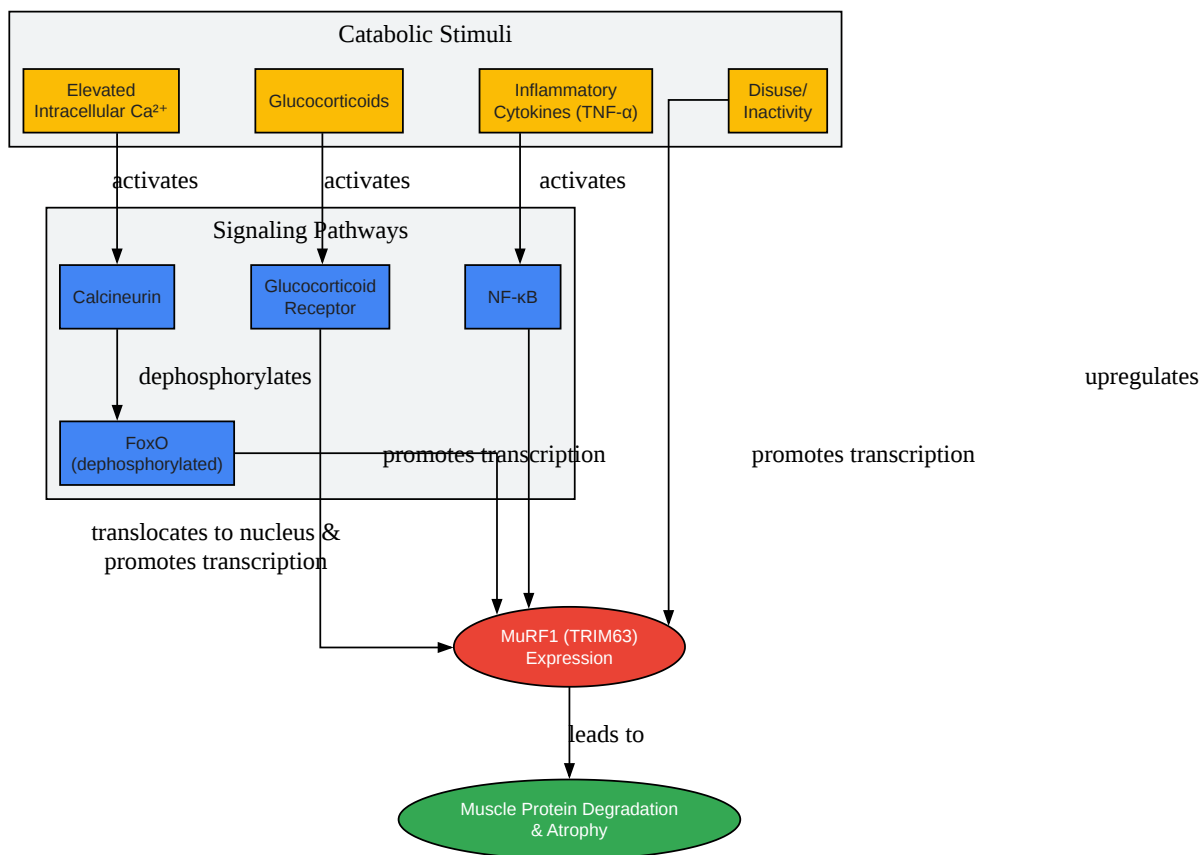 Catabolic Stimuli
Elevated
Intracellular Ca²⁺
Glucocorticoids
Inflammatory
Cytokines (TNF-α)
Disuse/
Inactivity
activates
activates
activates
Signaling Pathways
Calcineurin
Glucocorticoid
Receptor
NF-κB
dephosphorylates
upregulates
FoxO
(dephosphorylated)
promotes transcription
promotes transcription
translocates to nucleus &
promotes transcription
MuRF1 (TRIM63)
Expression
leads to
Muscle Protein Degradation
& Atrophy